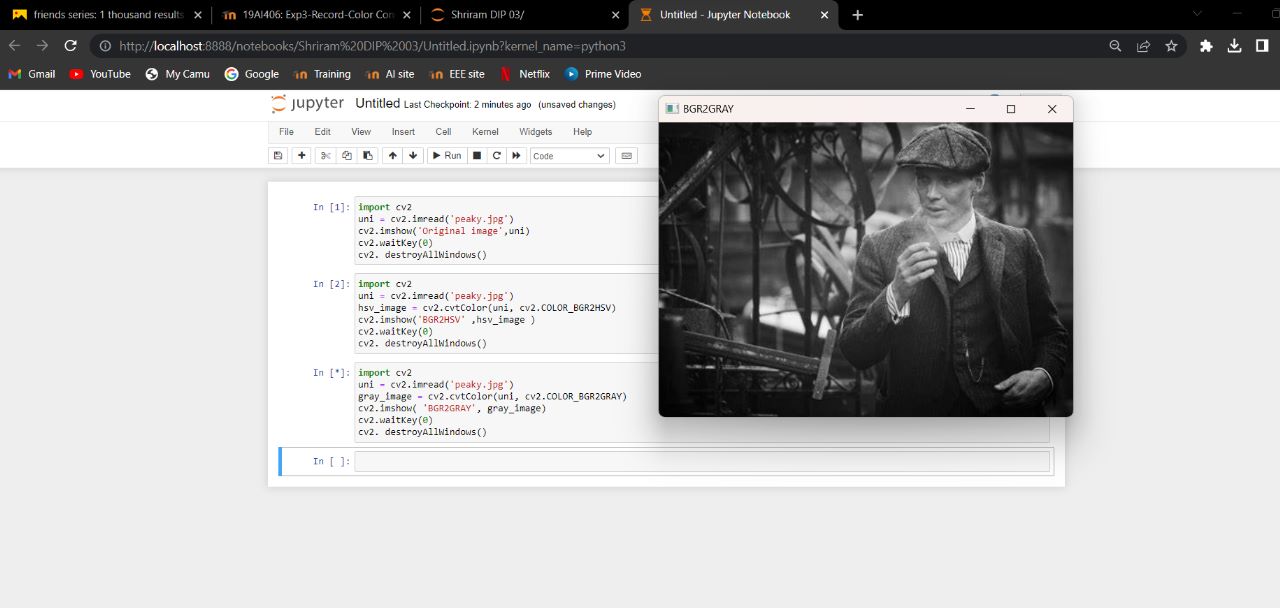 friends series: 1 thousand results
19AI406: Exp3-Record-Color Con
Shriram DIP 03/
Untitled - Jupyter Notebook
http://localhost:8888/notebooks/Shriram%20DIP%2003/Untitled.ipynb?kernel_name=python3
Gmail YouTube My Camu Google Training AI site EEE site Netflix Prime Video
jupyter Untitled Last Checkpoint: 2 minutes ago (unsaved changes)
File Edit View Insert Cell Kernel Widgets Help
Run Code
BGR2GRAY
In [1]:
import cv2
uni = cv2.imread('peaky.jpg')
cv2.imshow('Original image',uni)
cv2.waitKey(0)
cv2. destroyAllWindows()
In [2]:
import cv2
uni = cv2.imread('peaky.jpg')
hsv_image = cv2.cvtColor(uni, cv2.COLOR_BGR2HSV)
cv2.imshow('BGR2HSV' ,hsv_image )
cv2.waitKey(0)
cv2. destroyAllWindows()
In [*]:
import cv2
uni = cv2.imread('peaky.jpg')
gray_image = cv2.cvtColor(uni, cv2.COLOR_BGR2GRAY)
cv2.imshow( 'BGR2GRAY', gray_image)
cv2.waitKey(0)
cv2. destroyAllWindows()
In [ ]: